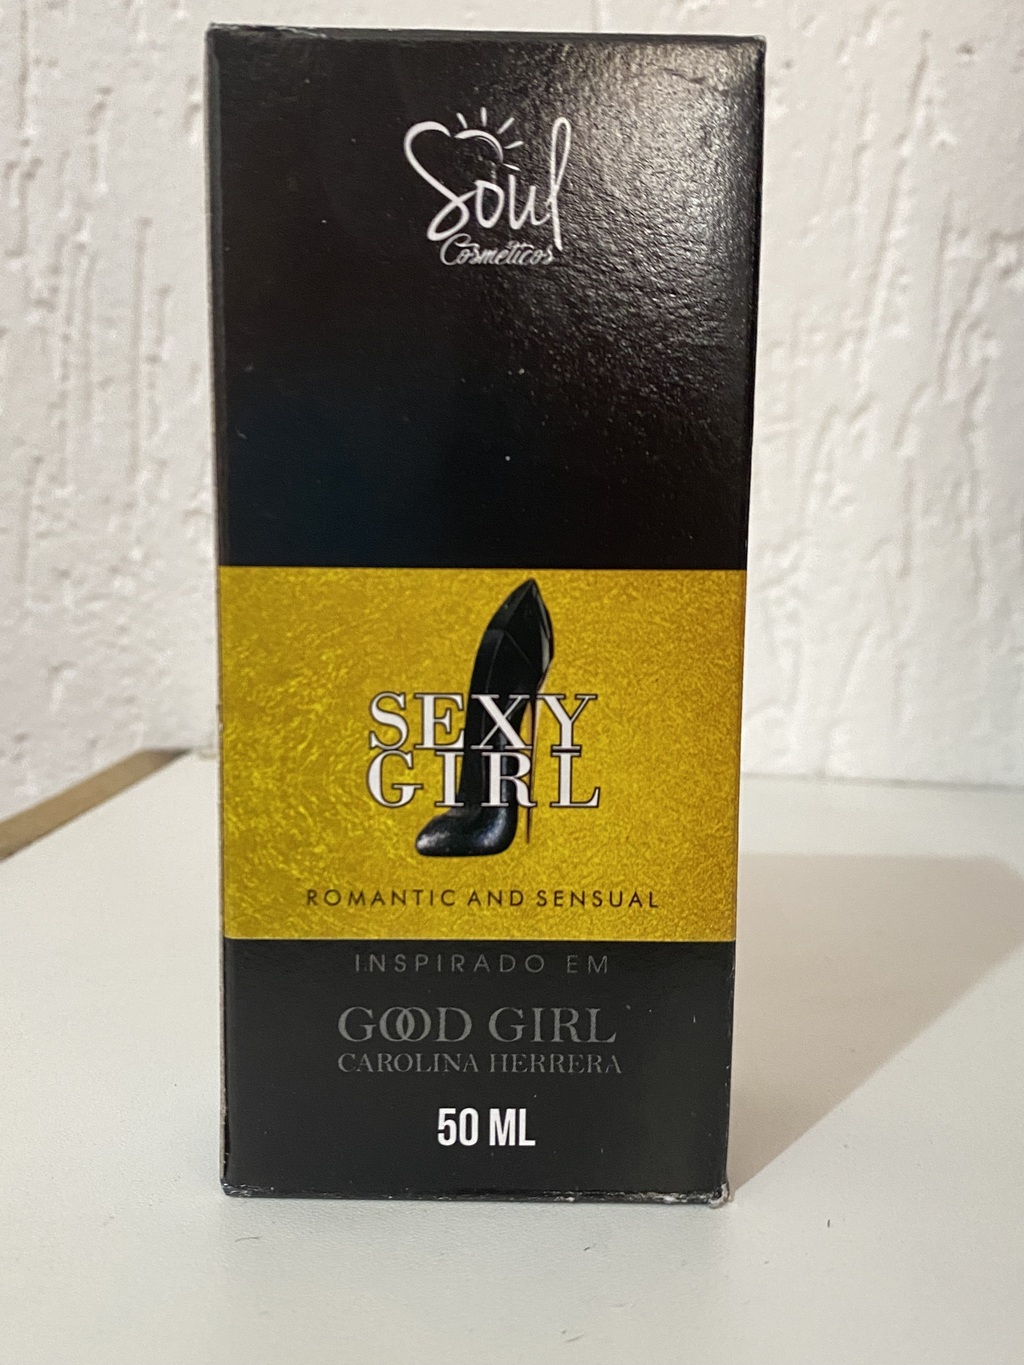 Soul
Cosméticos
SEXY
GIRL
ROMANTIC AND SENSUAL
INSPIRADO EM
GOOD GIRL
CAROLINA HERRERA
50 ML